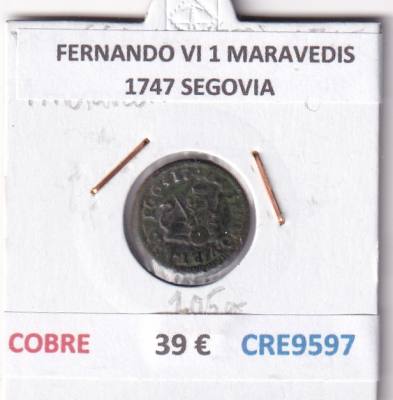 FERNANDO VI 1 MARAVEDIS
1747 SEGOVIA
COBRE 39 € CRE9597